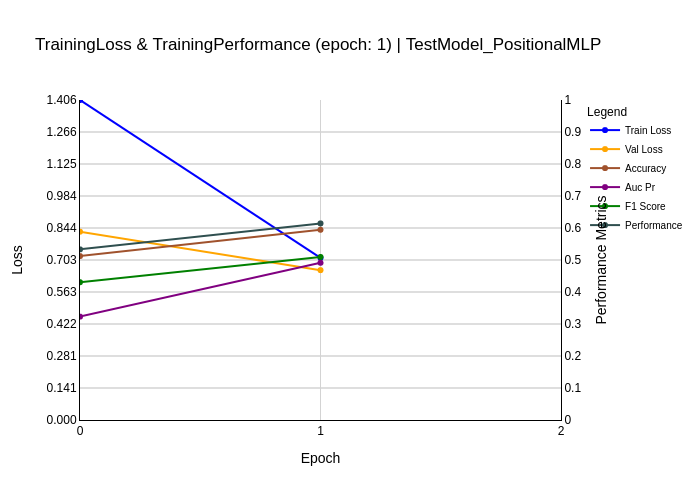 TrainingLoss & TrainingPerformance (epoch: 1) | TestModel_PositionalMLP
1.406
1.266
1.125
0.984
0.844
0.703
0.563
0.422
0.281
0.141
0.000
Loss
0
1
2
Epoch
1
0.9
0.8
0.7
0.6
0.5
0.4
0.3
0.2
0.1
0
Performance Metrics
Legend
Train Loss
Val Loss
Accuracy
Auc Pr
F1 Score
Performance